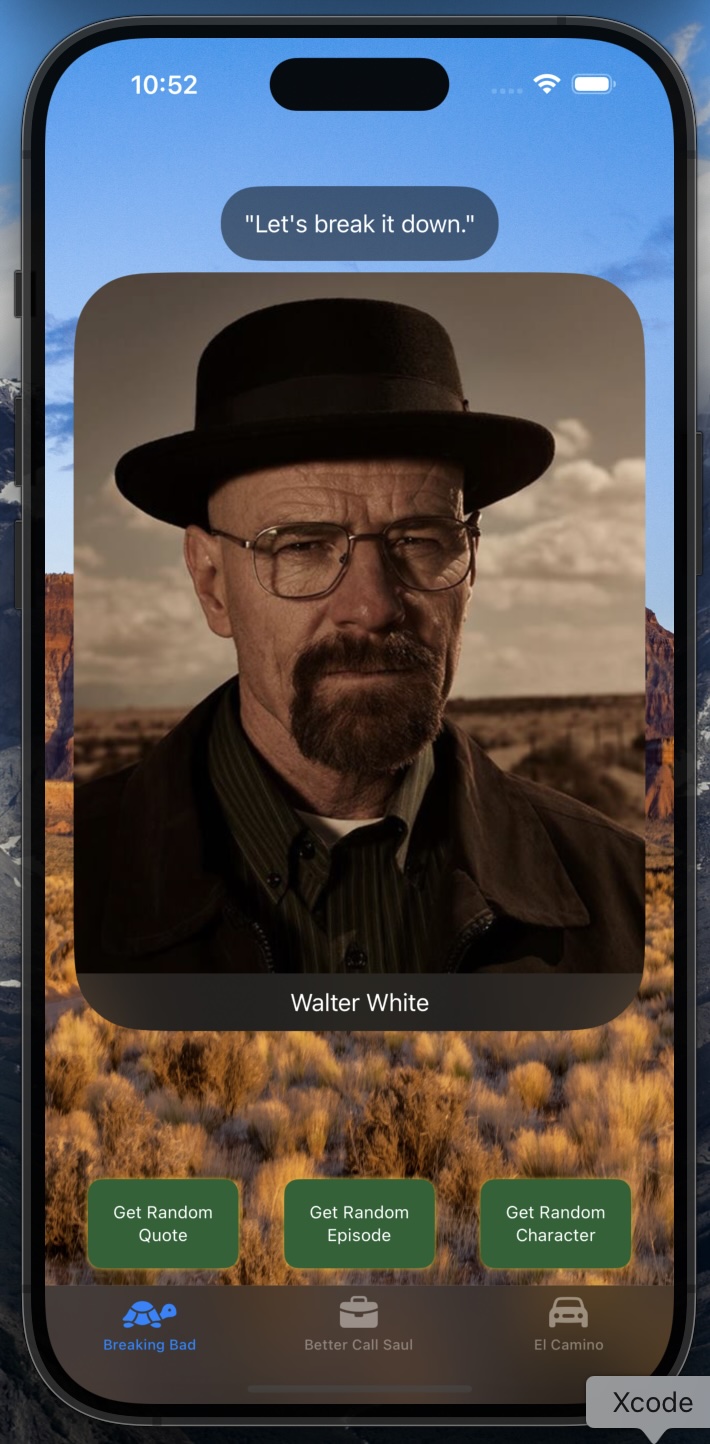 10:52
"Let's break it down."
Walter White
Get Random
Quote
Get Random
Episode
Get Random
Character
Breaking Bad
Better Call Saul
El Camino
Xcode